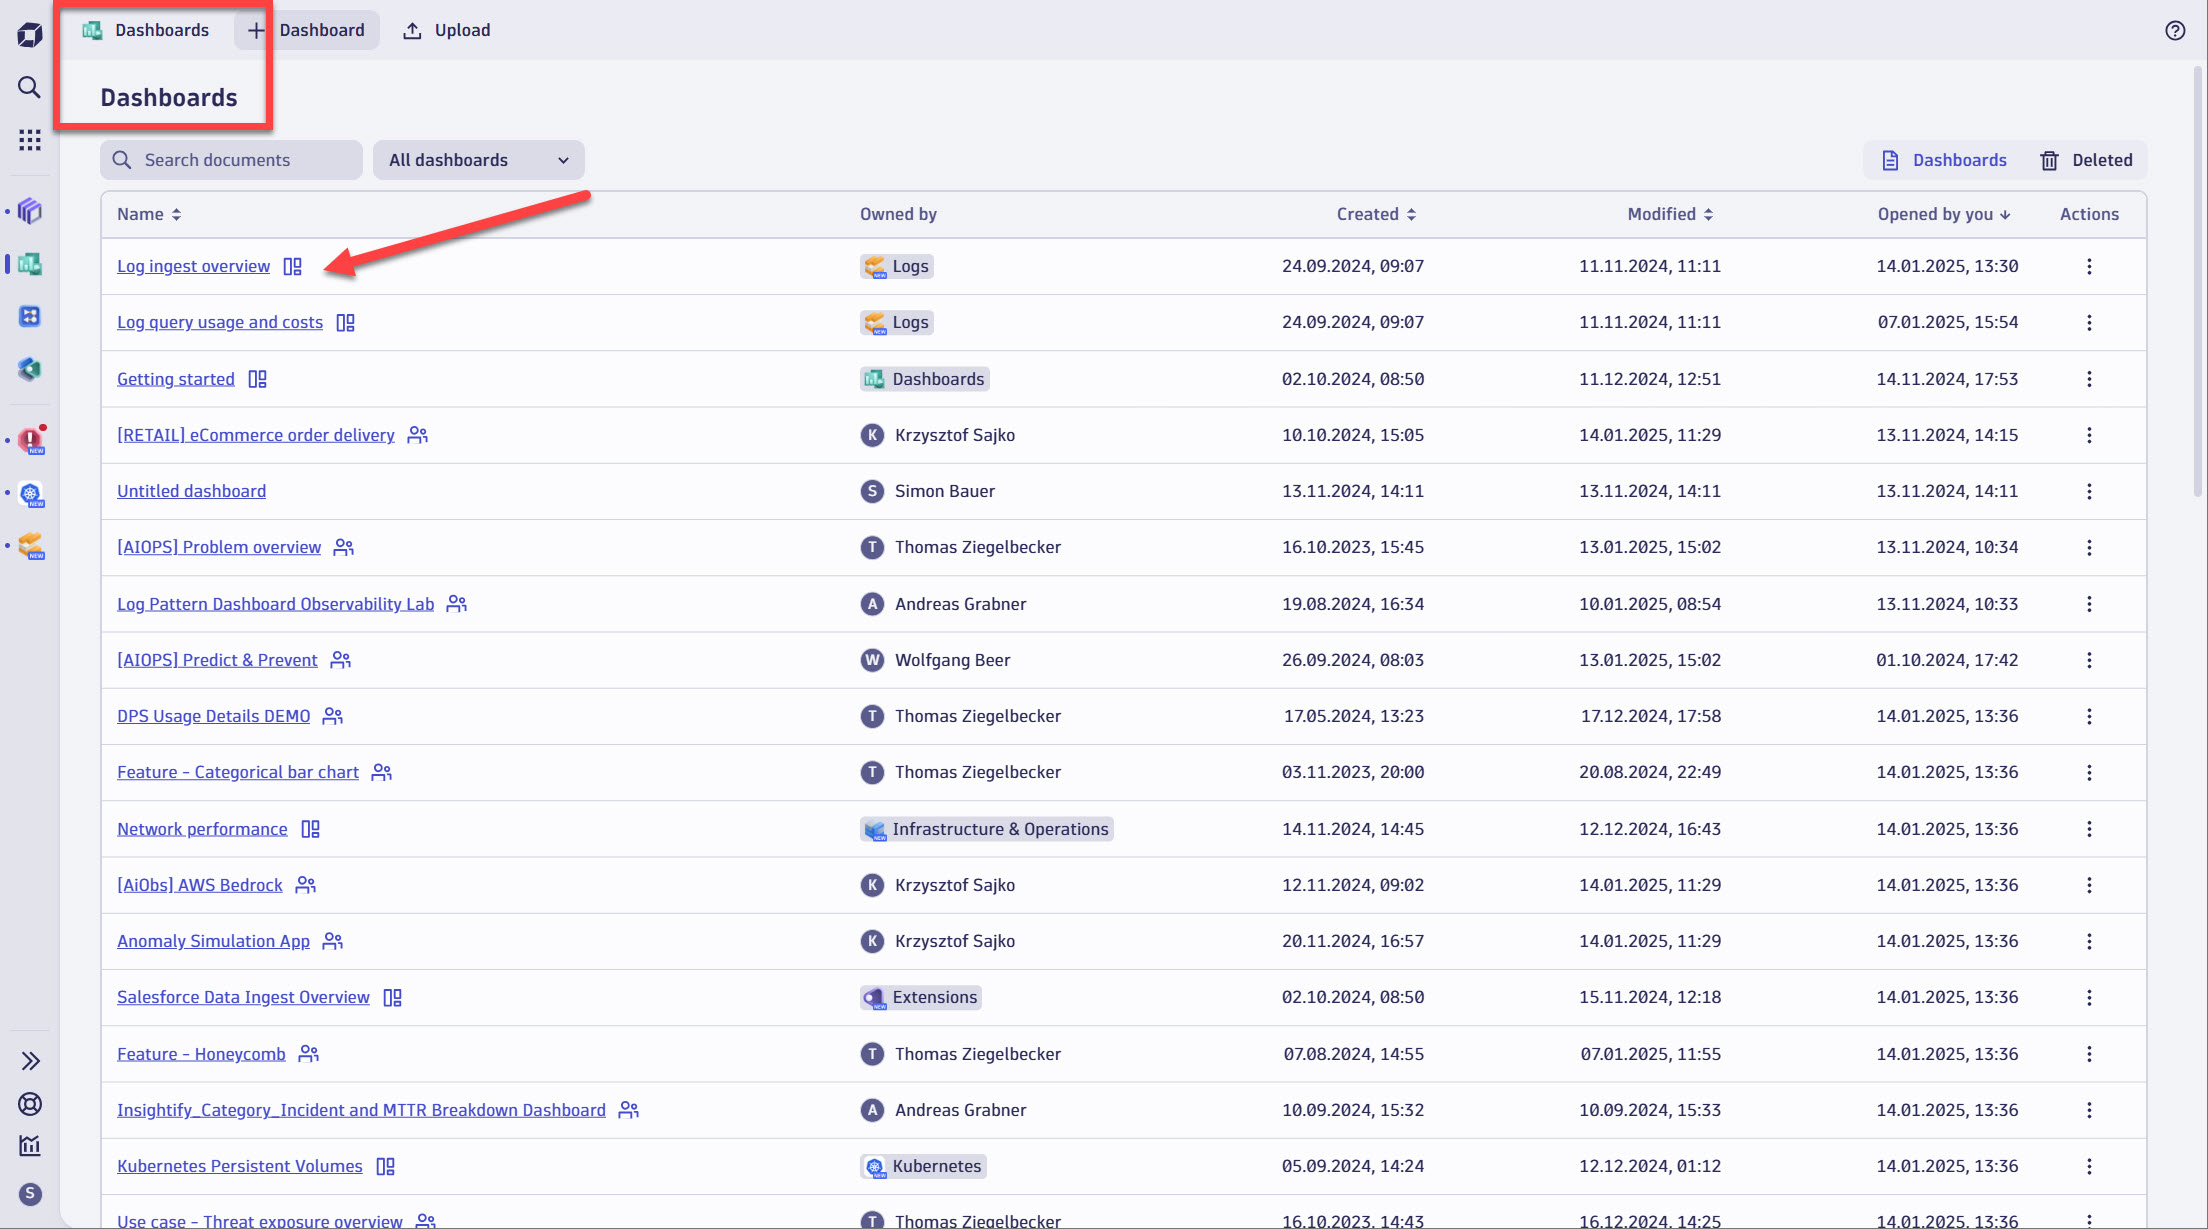 Dashboards Dashboard Upload
Dashboards
Search documents All dashboards Dashboards Deleted
Name Owned by Created Modified Opened by you Actions
Log ingest overview Logs 24.09.2024, 09:07 11.11.2024, 11:11 14.01.2025, 13:30
Log query usage and costs Logs 24.09.2024, 09:07 11.11.2024, 11:11 07.01.2025, 15:54
Getting started Dashboards 02.10.2024, 08:50 11.12.2024, 12:51 14.11.2024, 17:53
[RETAIL] eCommerce order delivery K Krzysztof Sajko 10.10.2024, 15:05 14.01.2025, 11:29 13.11.2024, 14:15
Untitled dashboard S Simon Bauer 13.11.2024, 14:11 13.11.2024, 14:11 13.11.2024, 14:11
[AIOPS] Problem overview T Thomas Ziegelbecker 16.10.2023, 15:45 13.01.2025, 15:02 13.11.2024, 10:34
Log Pattern Dashboard Observability Lab A Andreas Grabner 19.08.2024, 16:34 10.01.2025, 08:54 13.11.2024, 10:33
[AIOPS] Predict & Prevent W Wolfgang Beer 26.09.2024, 08:03 13.01.2025, 15:02 01.10.2024, 17:42
DPS Usage Details DEMO T Thomas Ziegelbecker 17.05.2024, 13:23 17.12.2024, 17:58 14.01.2025, 13:36
Feature - Categorical bar chart T Thomas Ziegelbecker 03.11.2023, 20:00 20.08.2024, 22:49 14.01.2025, 13:36
Network performance Infrastructure & Operations 14.11.2024, 14:45 12.12.2024, 16:43 14.01.2025, 13:36
[AiObs] AWS Bedrock K Krzysztof Sajko 12.11.2024, 09:02 14.01.2025, 11:29 14.01.2025, 13:36
Anomaly Simulation App K Krzysztof Sajko 20.11.2024, 16:57 14.01.2025, 11:29 14.01.2025, 13:36
Salesforce Data Ingest Overview Extensions 02.10.2024, 08:50 15.11.2024, 12:18 14.01.2025, 13:36
Feature - Honeycomb T Thomas Ziegelbecker 07.08.2024, 14:55 07.01.2025, 11:55 14.01.2025, 13:36
Insightify_Category_Incident and MTTR Breakdown Dashboard A Andreas Grabner 10.09.2024, 15:32 10.09.2024, 15:33 14.01.2025, 13:36
Kubernetes Persistent Volumes Kubernetes 05.09.2024, 14:24 12.12.2024, 01:12 14.01.2025, 13:36
S
Use case - Threat exposure overview T Thomas Ziegelbecker 16.10.2023, 14:43 16.12.2024, 14:25 14.01.2025, 13:36
NEW
NEW
NEW